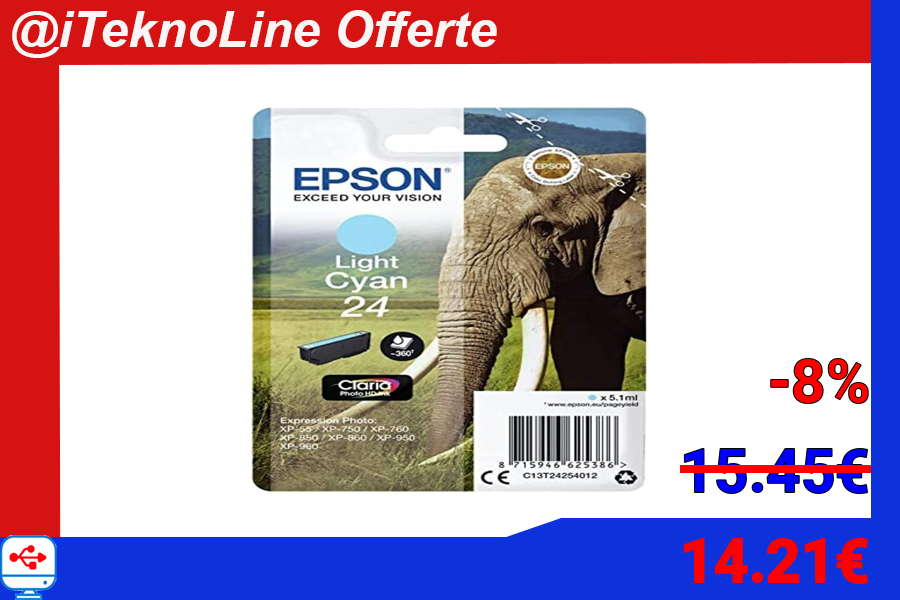 @iTeknoLine Offerte
EPSON®
EXCEED YOUR VISION
EPSON
Light
Cyan
24
~360†
Claria
Photo HD Ink
x 5.1ml
* www.epson.eu/pageyield
Expression Photo:
XP-55 / XP-750 / XP-760
XP-850 / XP-860 / XP-950
XP-960
8 715946 625386 >
CE C13T24254012
-8%
15.45€
14.21€